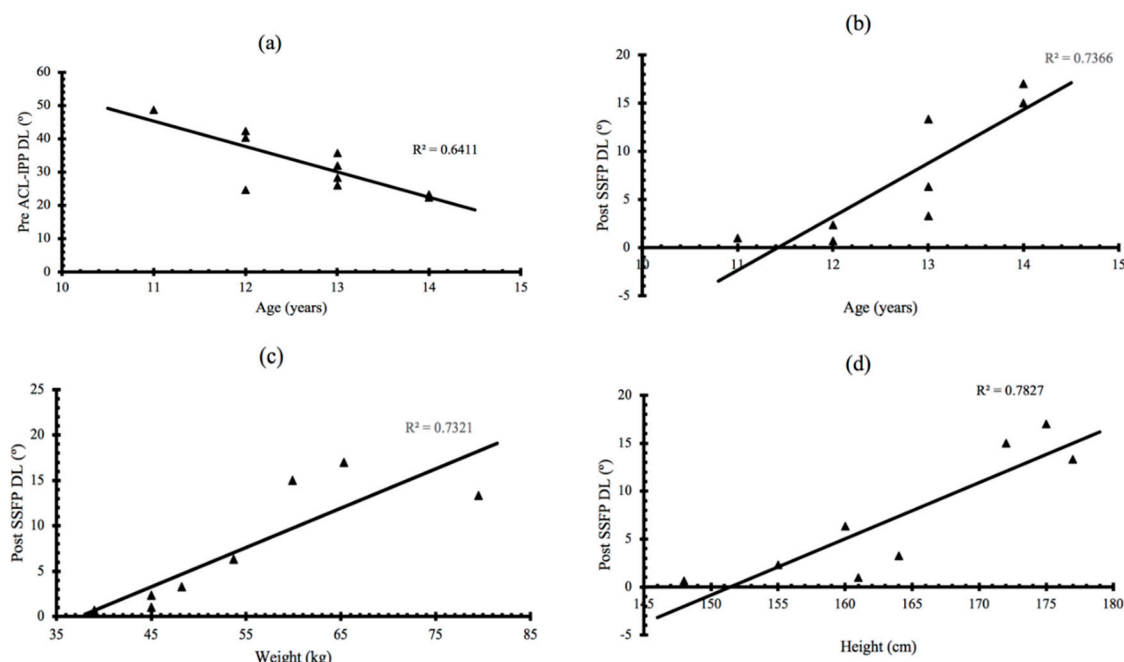 (a)
R² = 0.6411
Pre ACL-IPP DL (º)
60
50
40
30
20
10
0
10 11 12 13 14 15
Age (years)
(b)
R² = 0.7366
Post SSFP DL (º)
20
15
10
5
0
-5
10 11 12 13 14 15
Age (years)
(c)
R² = 0.7321
Post SSFP DL (º)
25
20
15
10
5
0
35 45 55 65 75 85
Weight (kg)
(d)
R² = 0.7827
Post SSFP DL (º)
20
15
10
5
0
-5
145 150 155 160 165 170 175 180
Height (cm)